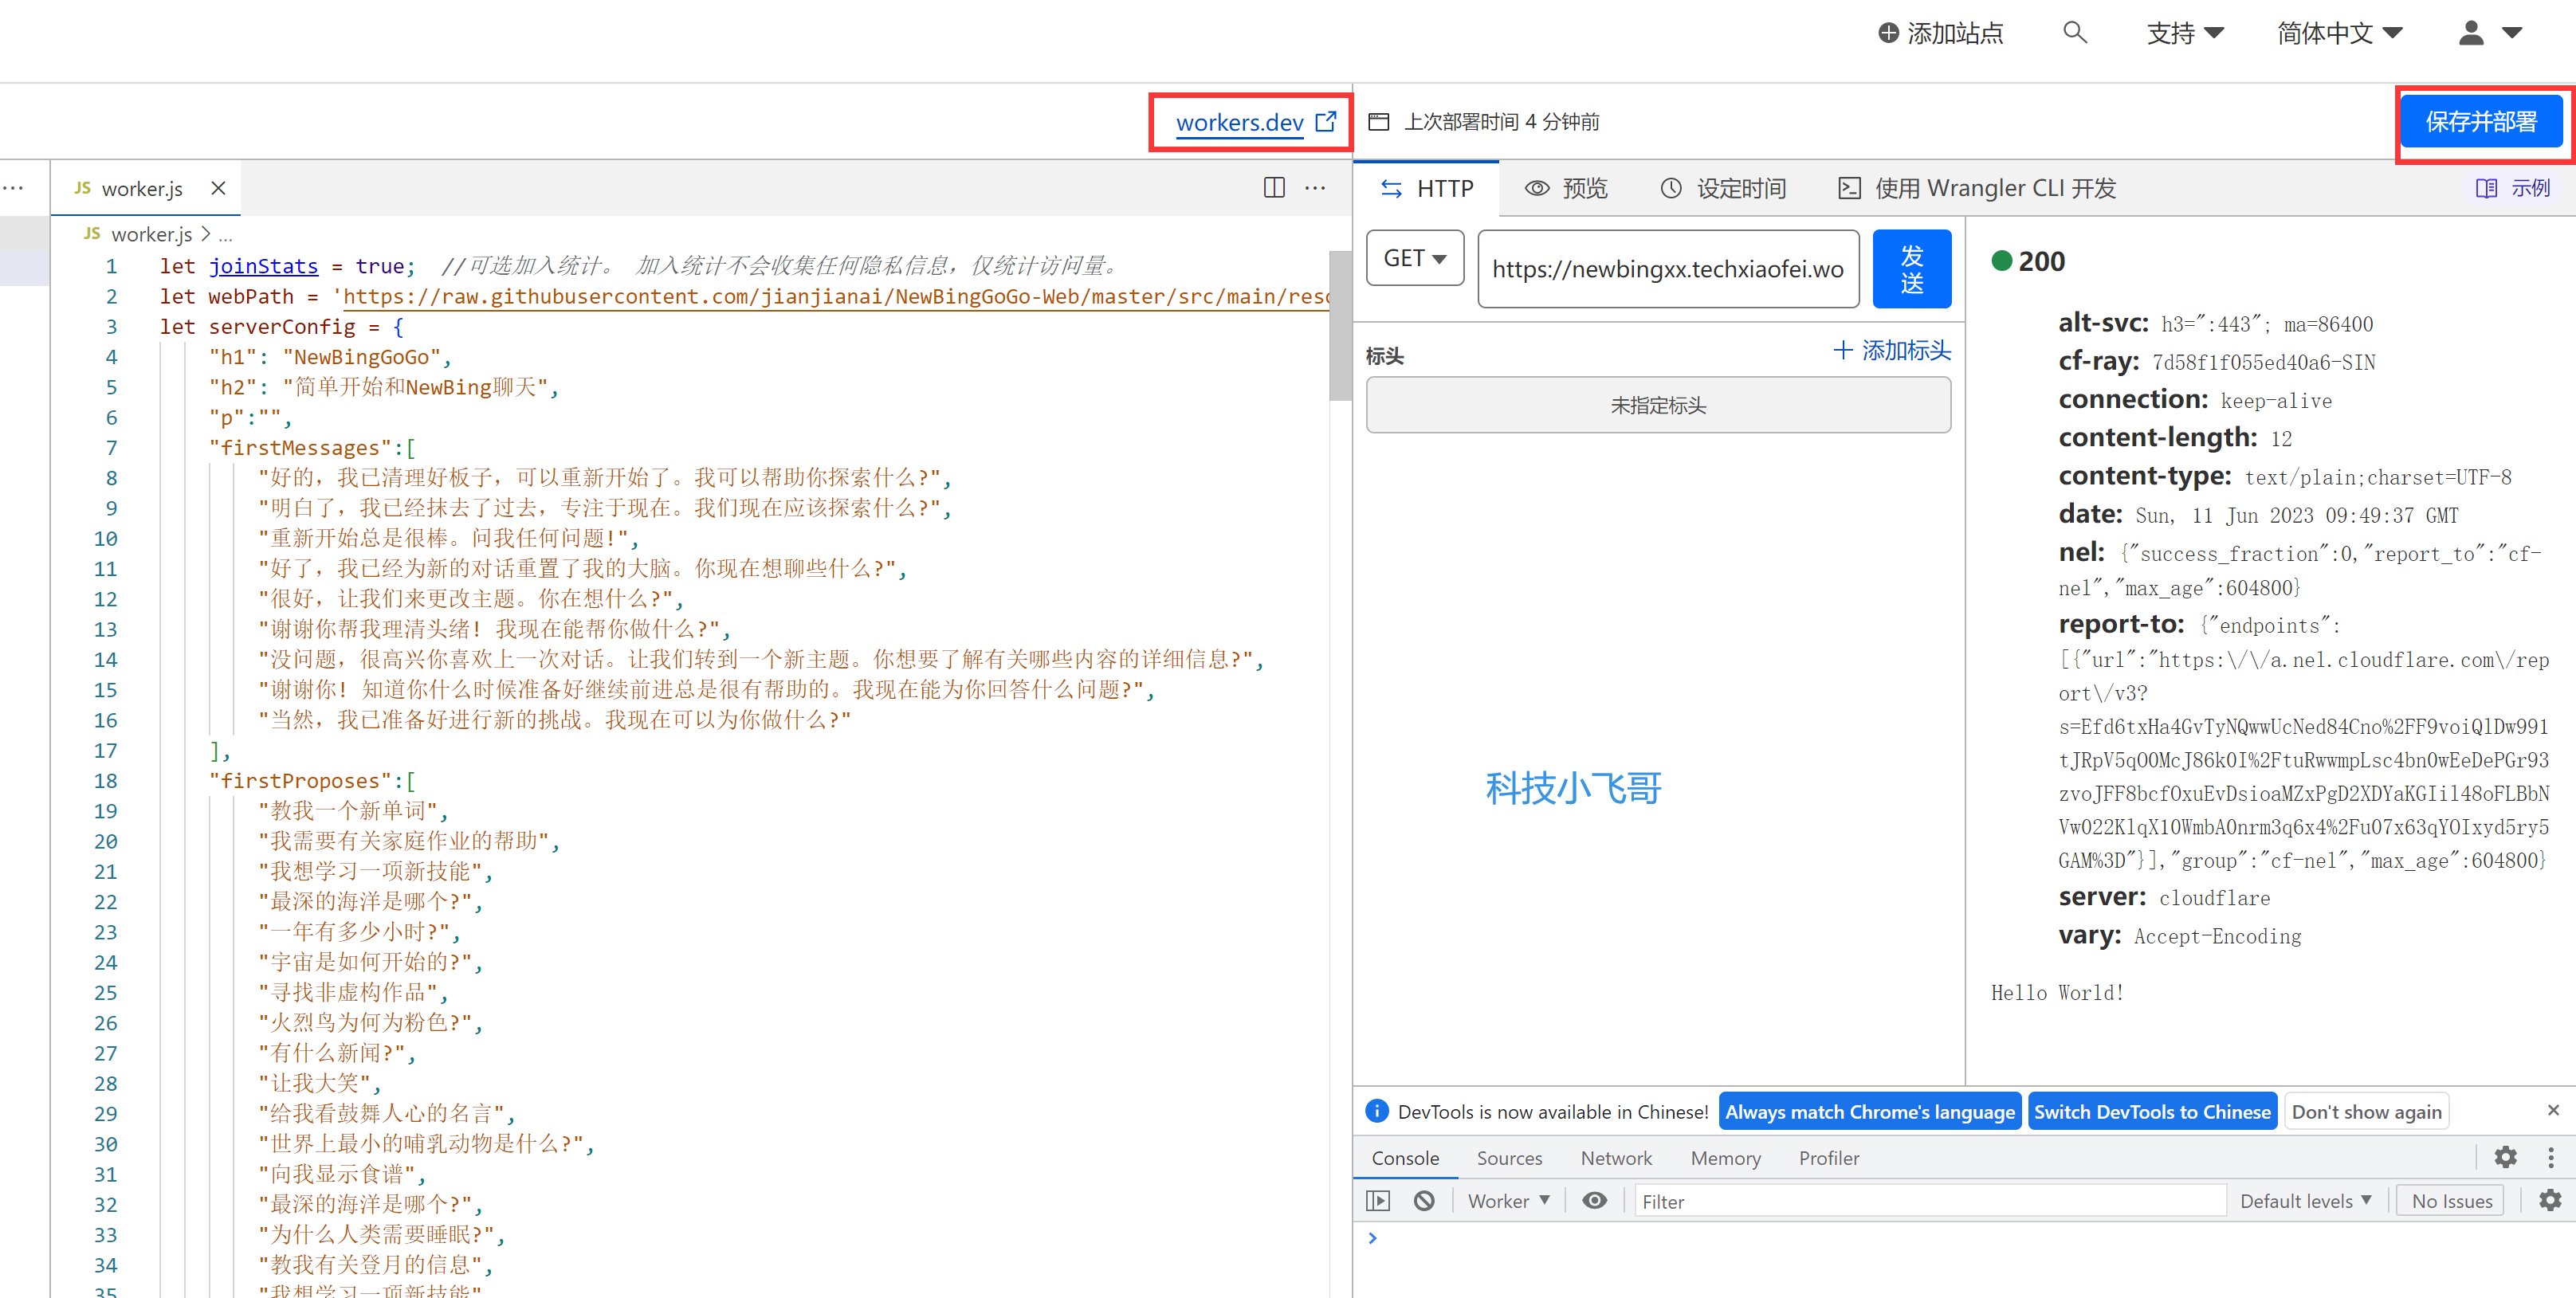 添加站点
支持
简体中文
workers.dev
上次部署时间 4 分钟前
保存并部署
JS worker.js
HTTP
预览
设定时间
使用 Wrangler CLI 开发
示例
JS worker.js > ...
1 let joinStats = true;  //可选加入统计。 加入统计不会收集任何隐私信息，仅统计访问量。
2 let webPath = 'https://raw.githubusercontent.com/jianjianai/NewBingGoGo-Web/master/src/main/resc
3 let serverConfig = {
4 "h1": "NewBingGoGo",
5 "h2": "简单开始和NewBing聊天",
6 "p":"",
7 "firstMessages":[
8 "好的，我已清理好板子，可以重新开始了。我可以帮助你探索什么?",
9 "明白了，我已经抹去了过去，专注于现在。我们现在应该探索什么?",
10 "重新开始总是很棒。问我任何问题!",
11 "好了，我已经为新的对话重置了我的大脑。你现在想聊些什么?",
12 "很好，让我们来更改主题。你在想什么?",
13 "谢谢你帮我理清头绪! 我现在能帮你做什么?",
14 "没问题，很高兴你喜欢上一次对话。让我们转到一个新主题。你想要了解有关哪些内容的详细信息?",
15 "谢谢你! 知道你什么时候准备好继续前进总是很有帮助的。我现在能为你回答什么问题?",
16 "当然，我已准备好进行新的挑战。我现在可以为你做什么?"
17 ],
18 "firstProposes":[
19 "教我一个新单词",
20 "我需要有关家庭作业的帮助",
21 "我想学习一项新技能",
22 "最深的海洋是哪个?",
23 "一年有多少小时?",
24 "宇宙是如何开始的?",
25 "寻找非虚构作品",
26 "火烈鸟为何为粉色?",
27 "有什么新闻?",
28 "让我大笑",
29 "给我看鼓舞人心的名言",
30 "世界上最小的哺乳动物是什么?",
31 "向我显示食谱",
32 "最深的海洋是哪个?",
33 "为什么人类需要睡眠?",
34 "教我有关登月的信息",
35 "我想学习一项新技能"
GET
https://newbingxx.techxiaofei.wo
发送
标头
添加标头
未指定标头
科技小飞哥
200
alt-svc: h3=":443"; ma=86400
cf-ray: 7d58f1f055ed40a6-SIN
connection: keep-alive
content-length: 12
content-type: text/plain;charset=UTF-8
date: Sun, 11 Jun 2023 09:49:37 GMT
nel: {"success_fraction":0,"report_to":"cf-
nel","max_age":604800}
report-to: {"endpoints":
[{"url":"https:\/\/a.nel.cloudflare.com\/rep
ort\/v3?
s=Efd6txHa4GvTyNQwwUcNed84Cno%2FF9voiQlDw991
tJRpV5qO0McJ86k0I%2FtuRwwmpLsc4bn0wEeDePGr93
zvoJFF8bcfOxuEvDsioaMZxPgD2XDYaKGIil48oFLBbN
VwO22KlqX10WmbA0nrm3q6x4%2FuO7x63qYOIxyd5ry5
GAM%3D"}],"group":"cf-nel","max_age":604800}
server: cloudflare
vary: Accept-Encoding
Hello World!
DevTools is now available in Chinese!
Always match Chrome's language
Switch DevTools to Chinese
Don't show again
Console
Sources
Network
Memory
Profiler
Worker
Filter
Default levels
No Issues